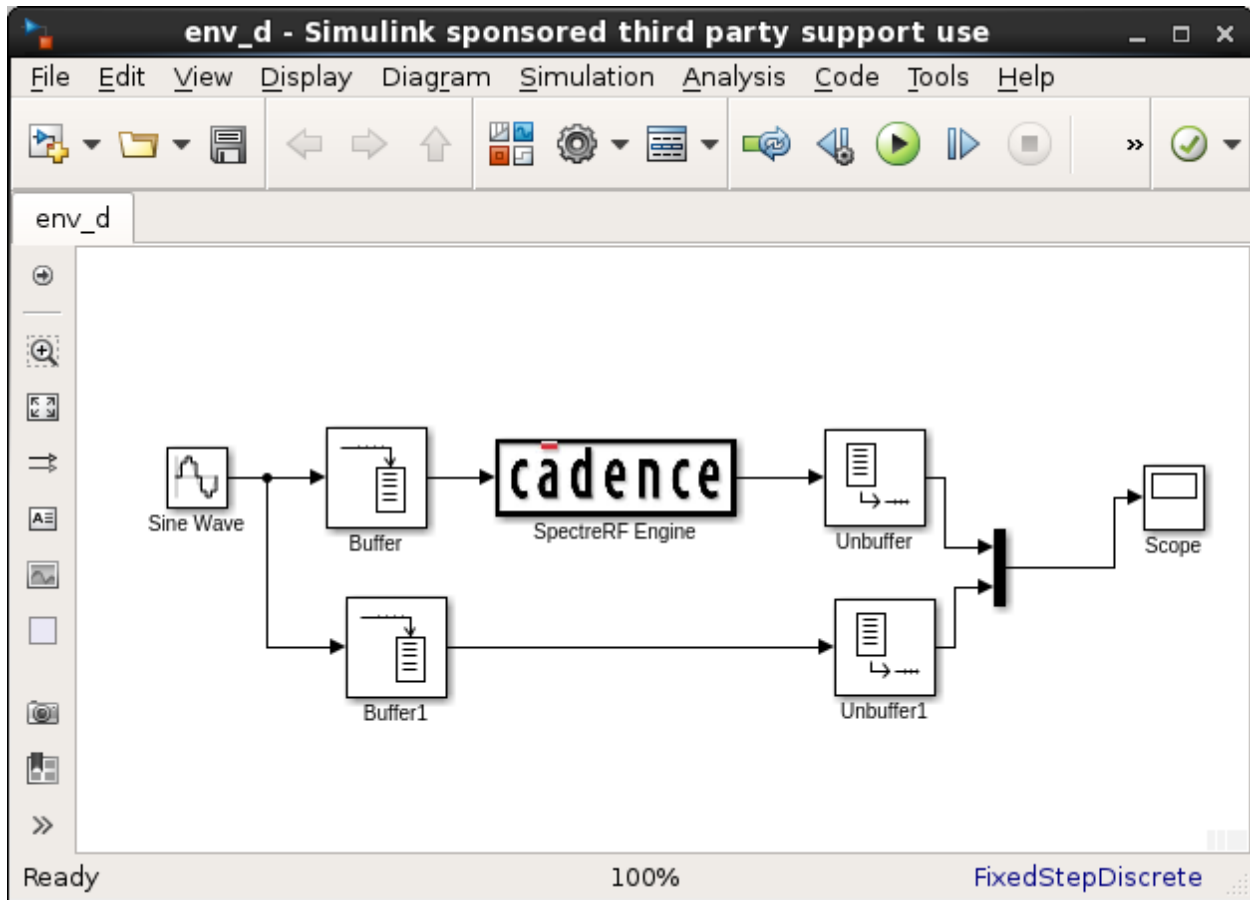 env_d - Simulink sponsored third party support use
File Edit View Display Diagram Simulation Analysis Code Tools Help
env_d
cadence
Sine Wave
Buffer
SpectreRF Engine
Unbuffer
Scope
Buffer1
Unbuffer1
Ready 100% FixedStepDiscrete